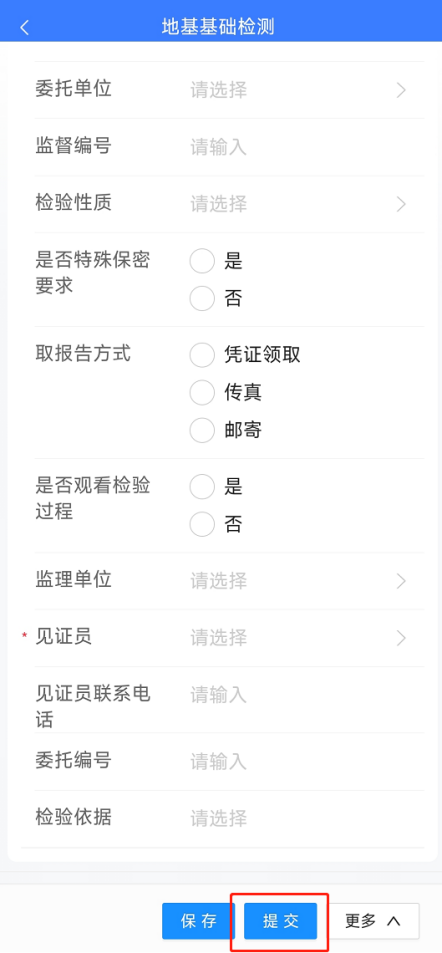 地基基础检测
委托单位 请选择
监督编号 请输入
检验性质 请选择
是否特殊保密 是
要求
否
取报告方式 凭证领取
传真
邮寄
是否观看检验 是
过程
否
监理单位 请选择
* 见证员 请选择
见证员联系电 请输入
话
委托编号 请输入
检验依据 请选择
保存 提交 更多